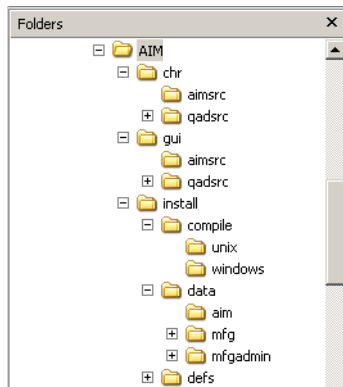 Folders
AIM
chr
aimsrc
qadsrc
gui
aimsrc
qadsrc
install
compile
unix
windows
data
aim
mfg
mfgadmin
defs